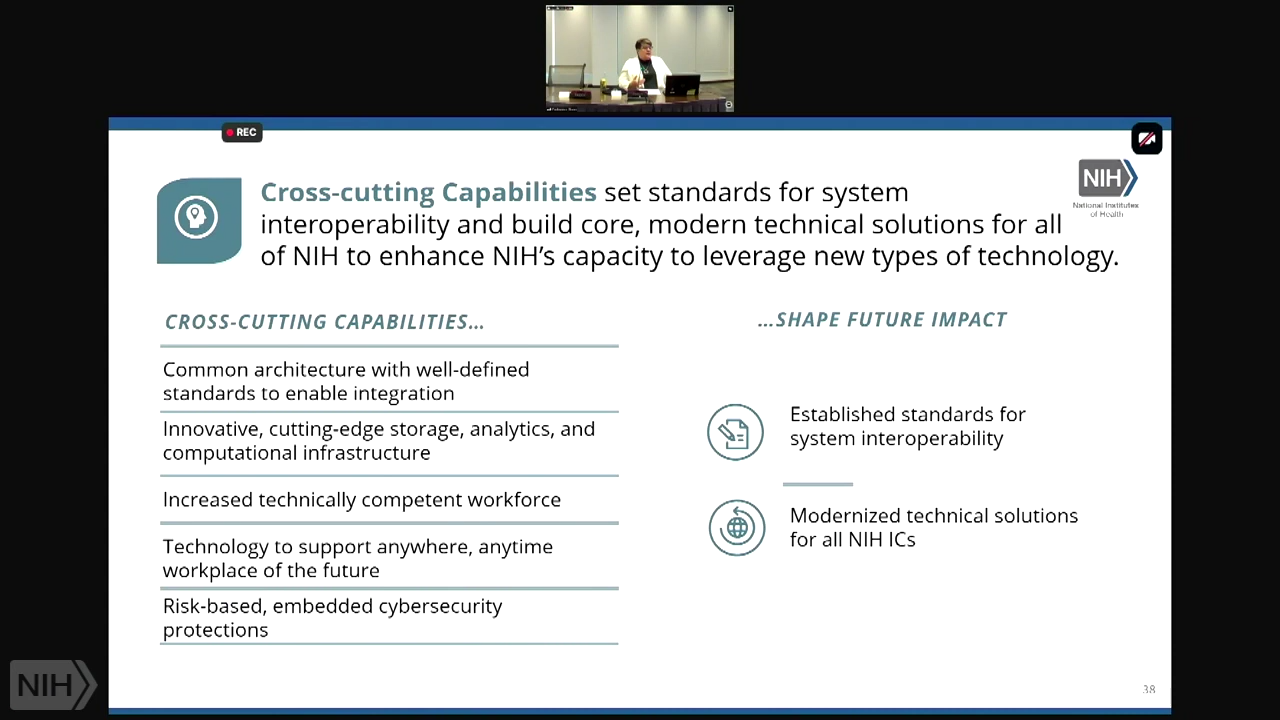 REC
NIH
National Institutes
of Health
Cross-cutting Capabilities set standards for system
interoperability and build core, modern technical solutions for all
of NIH to enhance NIH’s capacity to leverage new types of technology.
CROSS-CUTTING CAPABILITIES…
Common architecture with well-defined
standards to enable integration
Innovative, cutting-edge storage, analytics, and
computational infrastructure
Increased technically competent workforce
Technology to support anywhere, anytime
workplace of the future
Risk-based, embedded cybersecurity
protections
…SHAPE FUTURE IMPACT
Established standards for
system interoperability
Modernized technical solutions
for all NIH ICs
38
NIH